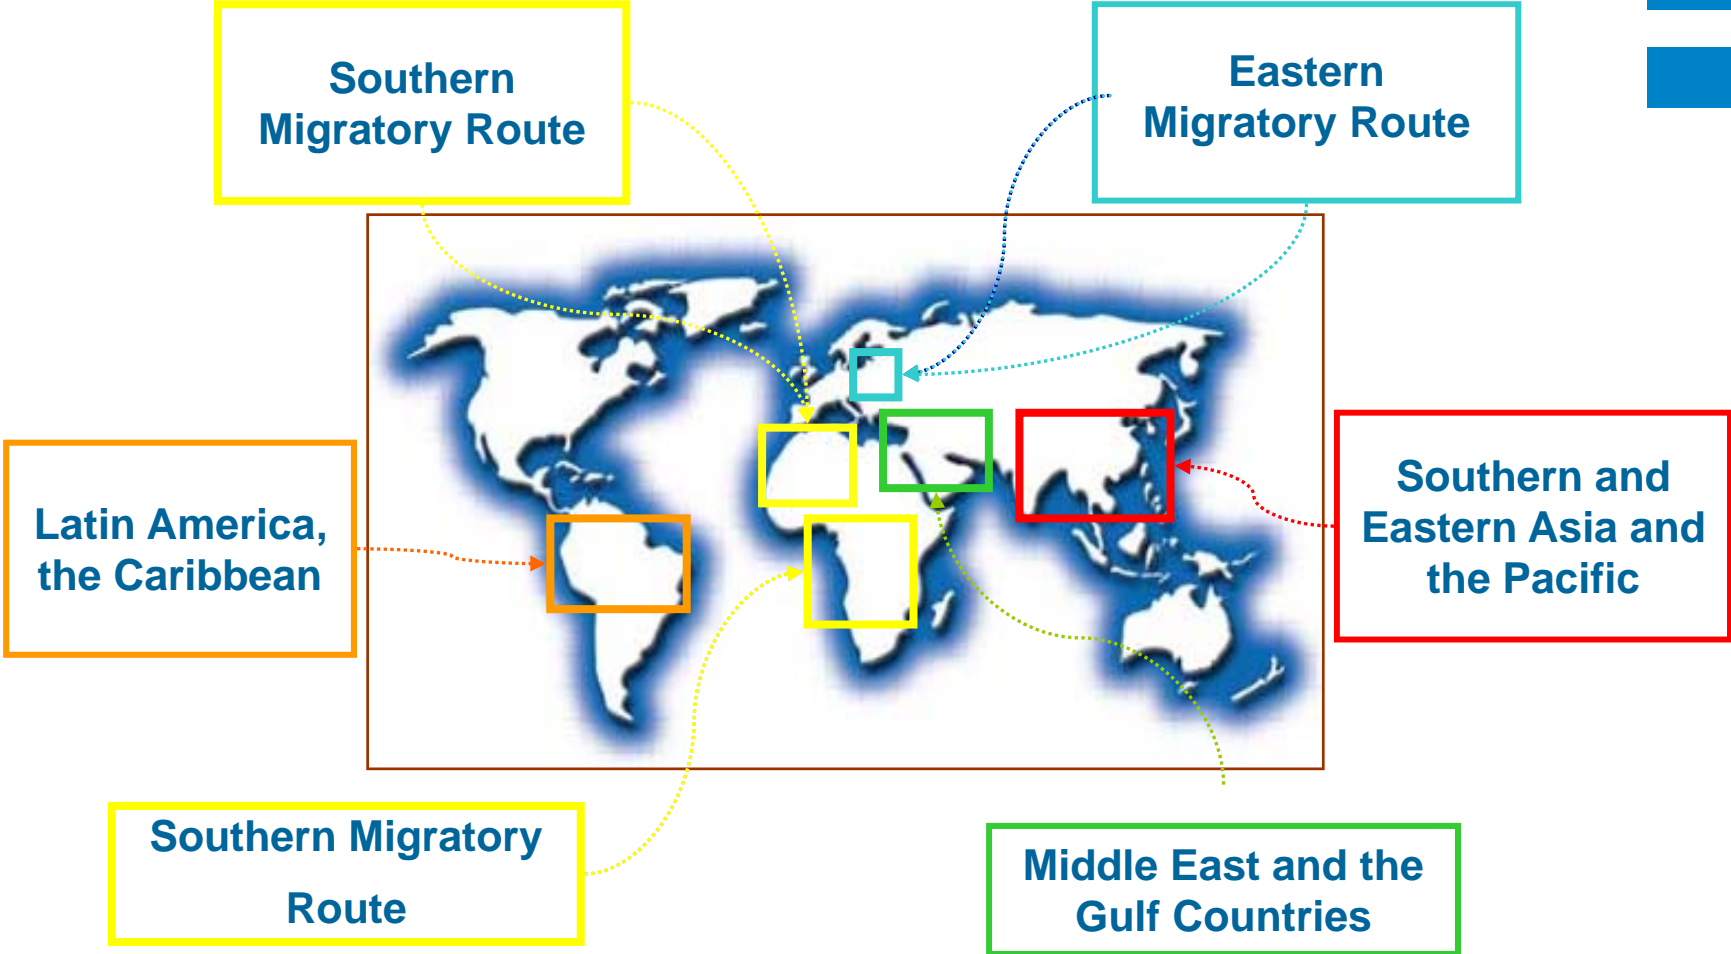 Southern
Migratory Route
Eastern
Migratory Route
Latin America,
the Caribbean
Southern and
Eastern Asia and
the Pacific
Southern Migratory
Route
Middle East and the
Gulf Countries